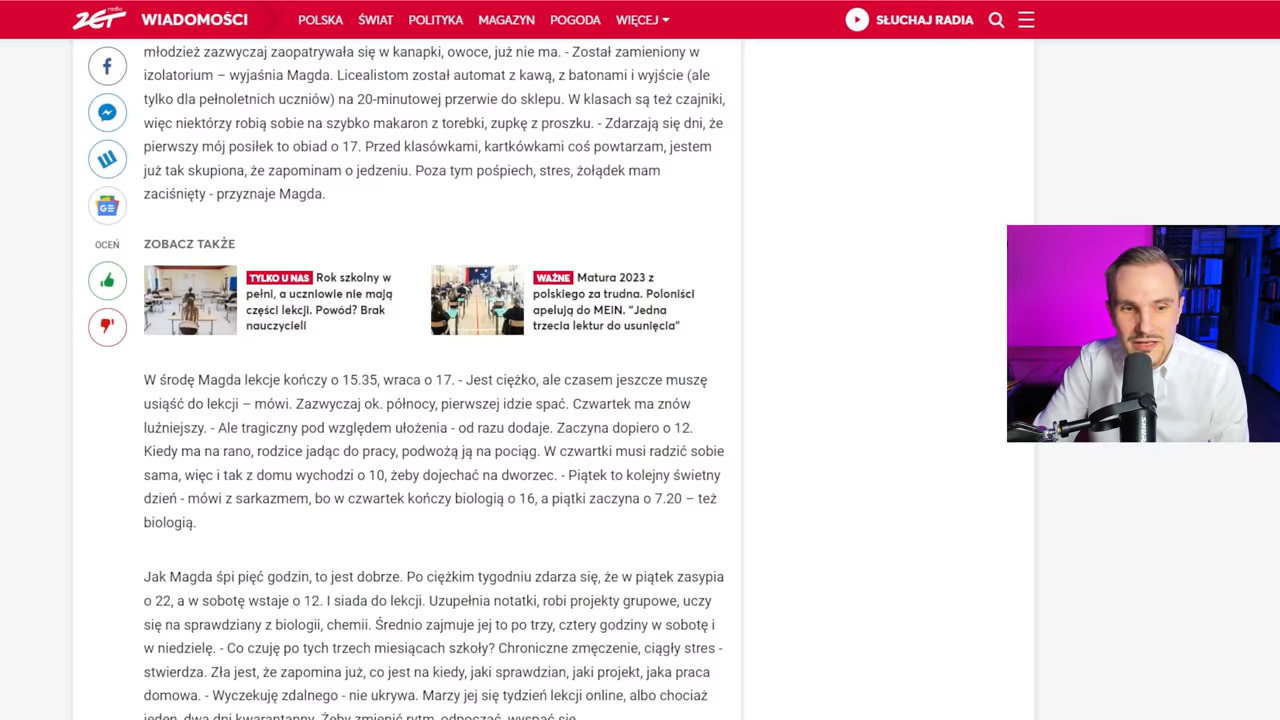 radio
ZET
WIADOMOŚCI
POLSKA
ŚWIAT
POLITYKA
MAGAZYN
POGODA
WIĘCEJ
SŁUCHAJ RADIA
młodzież zazwyczaj zaopatrywała się w kanapki, owoce, już nie ma. - Został zamieniony w
izolatorium – wyjaśnia Magda. Licealistom został automat z kawą, z batonami i wyjście (ale
tylko dla pełnoletnich uczniów) na 20-minutowej przerwie do sklepu. W klasach są też czajniki,
więc niektórzy robią sobie na szybko makaron z torebki, zupkę z proszku. - Zdarzają się dni, że
pierwszy mój posiłek to obiad o 17. Przed klasówkami, kartkówkami coś powtarzam, jestem
już tak skupiona, że zapominam o jedzeniu. Poza tym pośpiech, stres, żołądek mam
zaciśnięty - przyznaje Magda.
OCEŃ
ZOBACZ TAKŻE
TYLKO U NAS Rok szkolny w
pełni, a uczniowie nie mają
części lekcji. Powód? Brak
nauczycieli
WAŻNE Matura 2023 z
polskiego za trudna. Poloniści
apelują do MEiN. "Jedna
trzecia lektur do usunięcia"
W środę Magda lekcje kończy o 15.35, wraca o 17. - Jest ciężko, ale czasem jeszcze muszę
usiąść do lekcji – mówi. Zazwyczaj ok. północy, pierwszej idzie spać. Czwartek ma znów
luźniejszy. - Ale tragiczny pod względem ułożenia - od razu dodaje. Zaczyna dopiero o 12.
Kiedy ma na rano, rodzice jadąc do pracy, podwożą ją na pociąg. W czwartki musi radzić sobie
sama, więc i tak z domu wychodzi o 10, żeby dojechać na dworzec. - Piątek to kolejny świetny
dzień - mówi z sarkazmem, bo w czwartek kończy biologią o 16, a piątki zaczyna o 7.20 – też
biologią.
Jak Magda śpi pięć godzin, to jest dobrze. Po ciężkim tygodniu zdarza się, że w piątek zasypia
o 22, a w sobotę wstaje o 12. I siada do lekcji. Uzupełnia notatki, robi projekty grupowe, uczy
się na sprawdziany z biologii, chemii. Średnio zajmuje jej to po trzy, cztery godziny w sobotę i
w niedzielę. - Co czuję po tych trzech miesiącach szkoły? Chroniczne zmęczenie, ciągły stres -
stwierdza. Zła jest, że zapomina już, co jest na kiedy, jaki sprawdzian, jaki projekt, jaka praca
domowa. - Wyczekuję zdalnego - nie ukrywa. Marzy jej się tydzień lekcji online, albo chociaż
jeden, dwa dni kwarantanny. Żeby zmienić rytm, odpocząć, wyspać się.